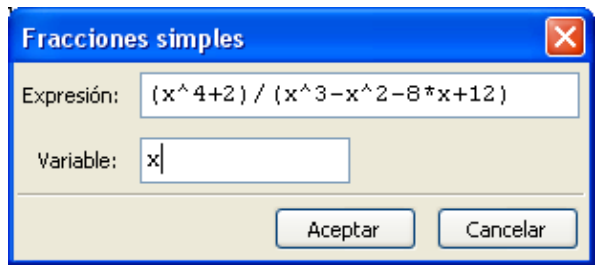 Fracciones simples
Expresión: (x^4+2)/(x^3-x^2-8*x+12)
Variable: x
Aceptar Cancelar